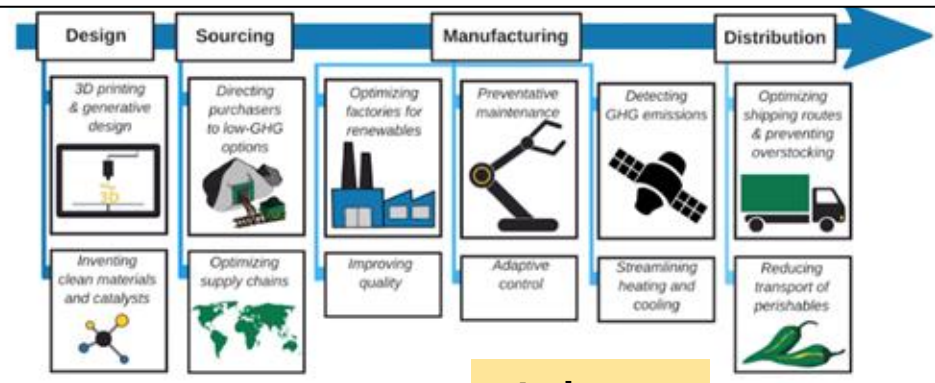 Design
Sourcing
Manufacturing
Distribution
3D printing
& generative
design
3D
Directing
purchasers
to low-GHG
options
Optimizing
factories for
renewables
Preventative
maintenance
Detecting
GHG emissions
Optimizing
shipping routes
& preventing
overstocking
Inventing
clean materials
and catalysts
Optimizing
supply chains
Improving
quality
Adaptive
control
Streamlining
heating and
cooling
Reducing
transport of
perishables